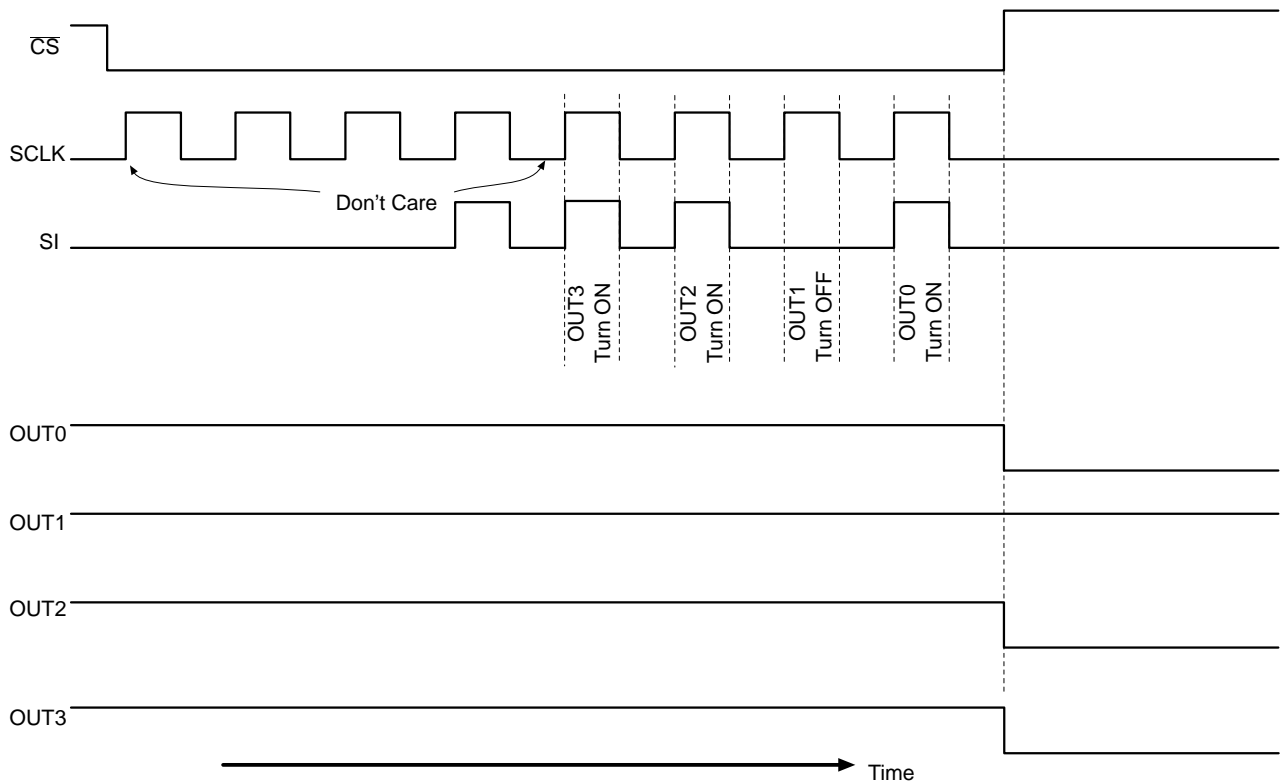 CS
SCLK
Don't Care
SI
OUT3
Turn ON
OUT2
Turn ON
OUT1
Turn OFF
OUT0
Turn ON
OUT0
OUT1
OUT2
OUT3
Time